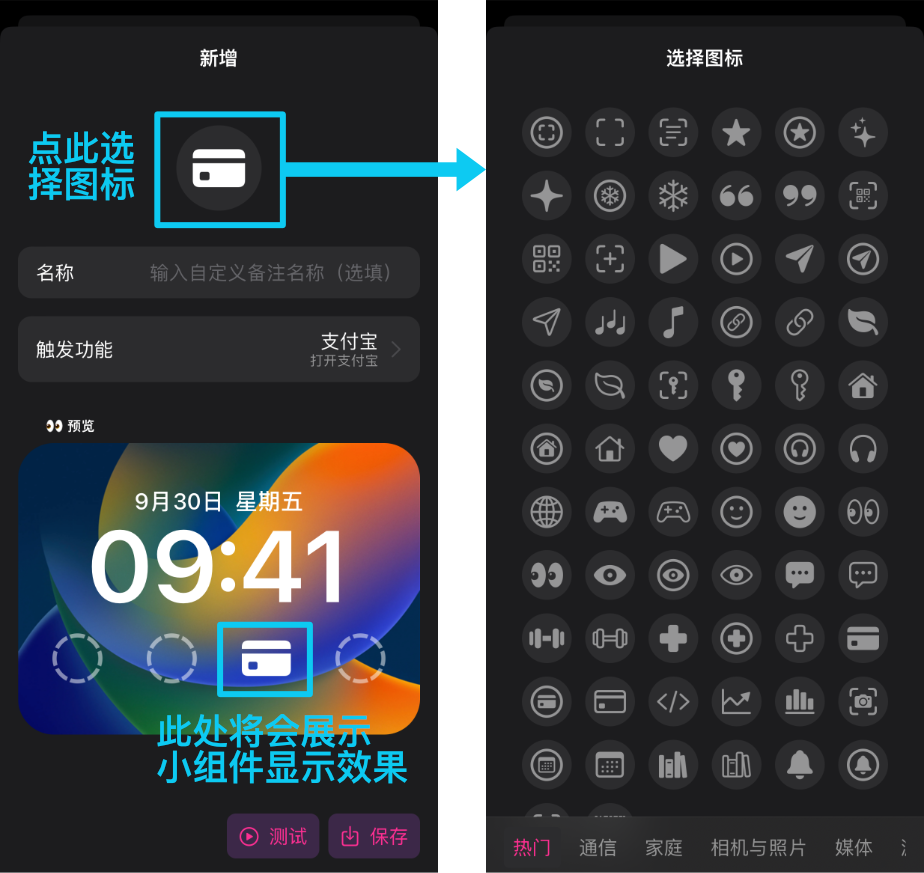 新增
点此选
择图标
名称 输入自定义备注名称（选填）
触发功能 支付宝
打开支付宝
👀 预览
9月30日 星期五
09:41
此处将会展示
小组件显示效果
测试 保存
选择图标
热门 通信 家庭 相机与照片 媒体